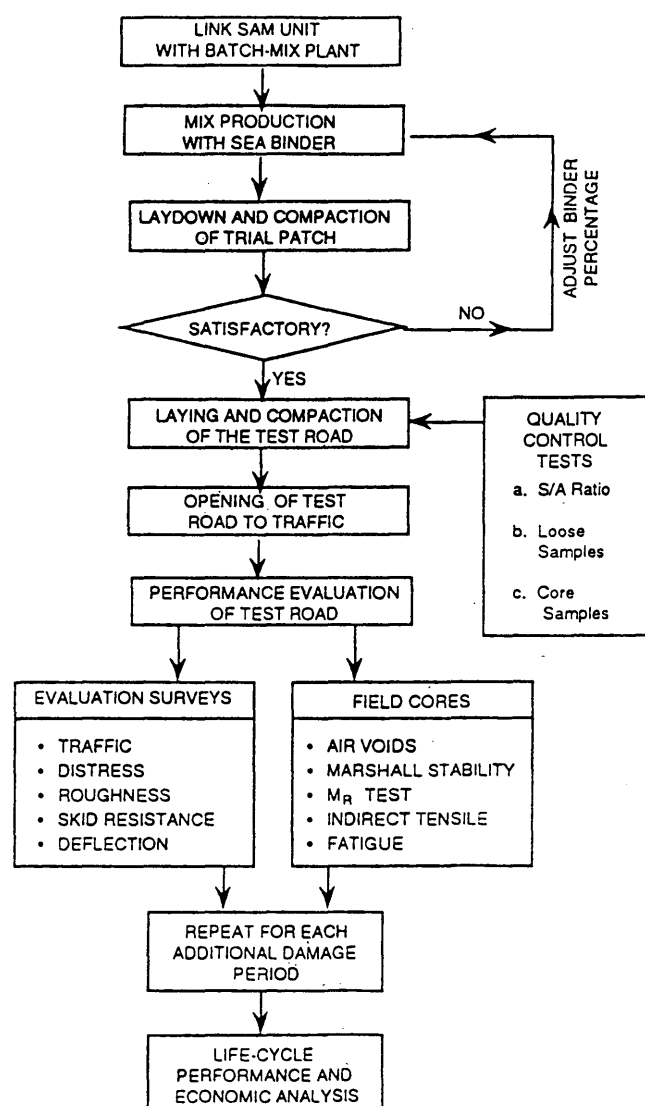 LINK SAM UNIT
WITH BATCH-MIX PLANT
MIX PRODUCTION
WITH SEA BINDER
LAYDOWN AND COMPACTION
OF TRIAL PATCH
ADJUST BINDER
PERCENTAGE
SATISFACTORY?
NO
YES
LAYING AND COMPACTION
OF THE TEST ROAD
QUALITY
CONTROL
TESTS
a. S/A Ratio
b. Loose
Samples
c. Core
Samples
OPENING OF TEST
ROAD TO TRAFFIC
PERFORMANCE EVALUATION
OF TEST ROAD
EVALUATION SURVEYS
• TRAFFIC
• DISTRESS
• ROUGHNESS
• SKID RESISTANCE
• DEFLECTION
FIELD CORES
• AIR VOIDS
• MARSHALL STABILITY
• MR TEST
• INDIRECT TENSILE
• FATIGUE
REPEAT FOR EACH
ADDITIONAL DAMAGE
PERIOD
LIFE-CYCLE
PERFORMANCE AND
ECONOMIC ANALYSIS